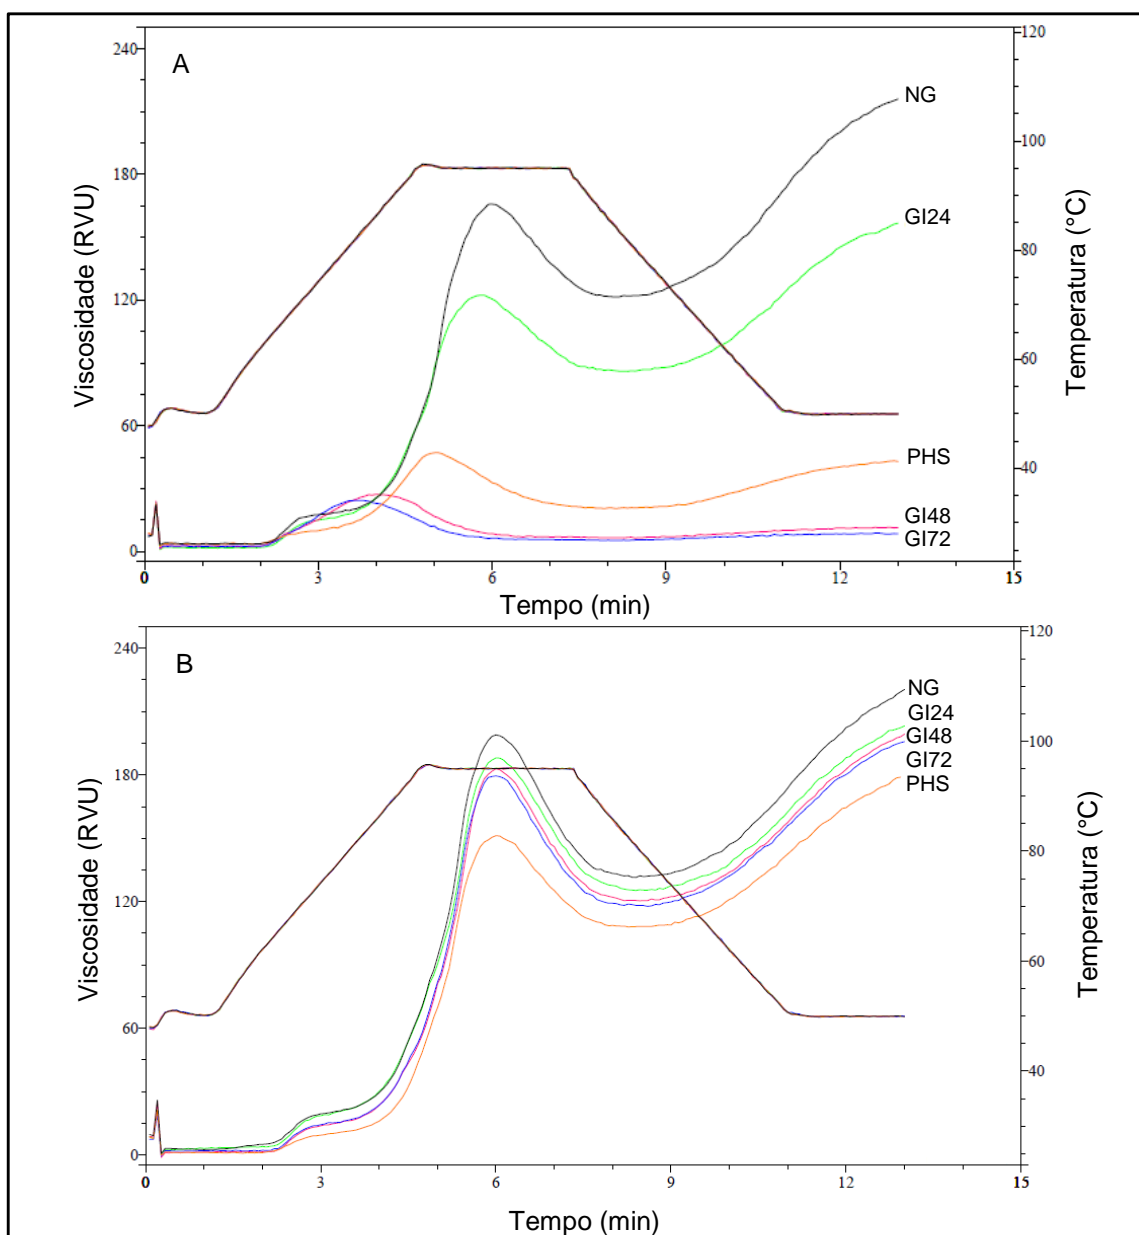 A
240
180
120
60
0
Viscosidade (RVU)
120
100
80
60
40
Temperatura (°C)
NG
GI24
PHS
GI48
GI72
0 3 6 9 12 15
Tempo (min)
B
240
180
120
60
0
Viscosidade (RVU)
120
100
80
60
40
Temperatura (°C)
NG
GI24
GI48
GI72
PHS
0 3 6 9 12 15
Tempo (min)